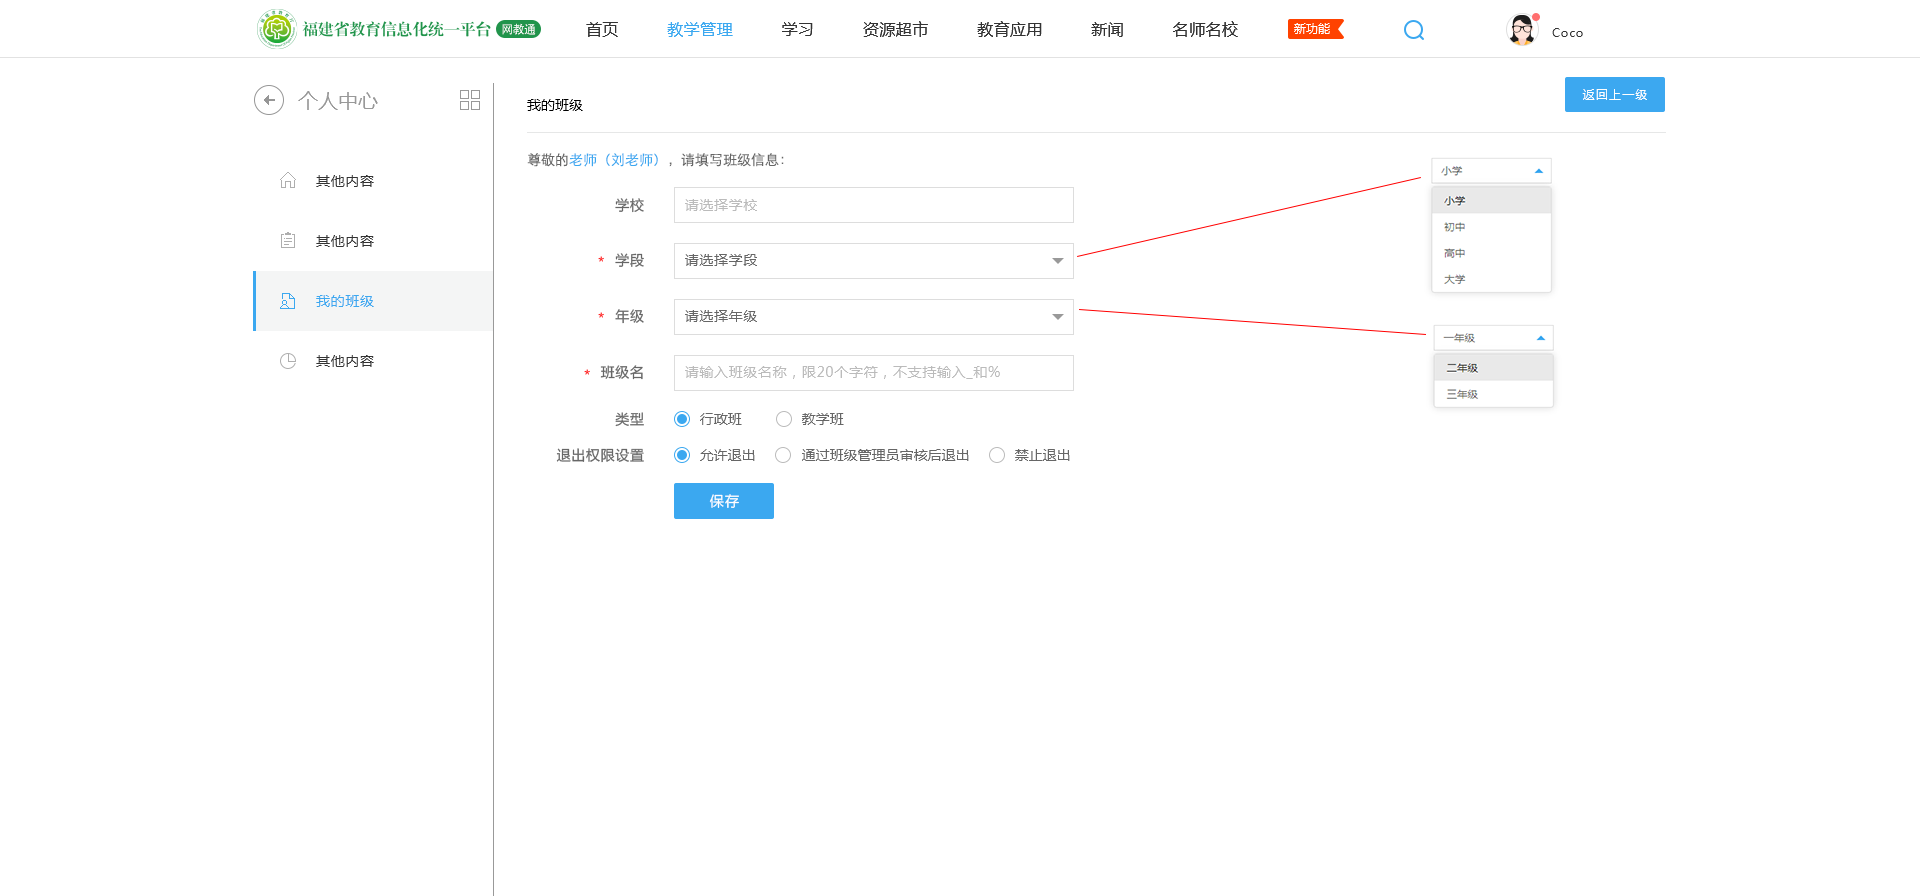 福建省教育信息化统一平台 网教通 首页 教学管理 学习 资源超市 教育应用 新闻 名师名校 新功能 Coco
个人中心
其他内容
其他内容
我的班级
其他内容
我的班级
返回上一级
尊敬的老师（刘老师），请填写班级信息：
学校 请选择学校
* 学段 请选择学段
* 年级 请选择年级
* 班级名 请输入班级名称，限20个字符，不支持输入_和%
类型 行政班 教学班
退出权限设置 允许退出 通过班级管理员审核后退出 禁止退出
保存
小学
小学
初中
高中
大学
一年级
二年级
三年级